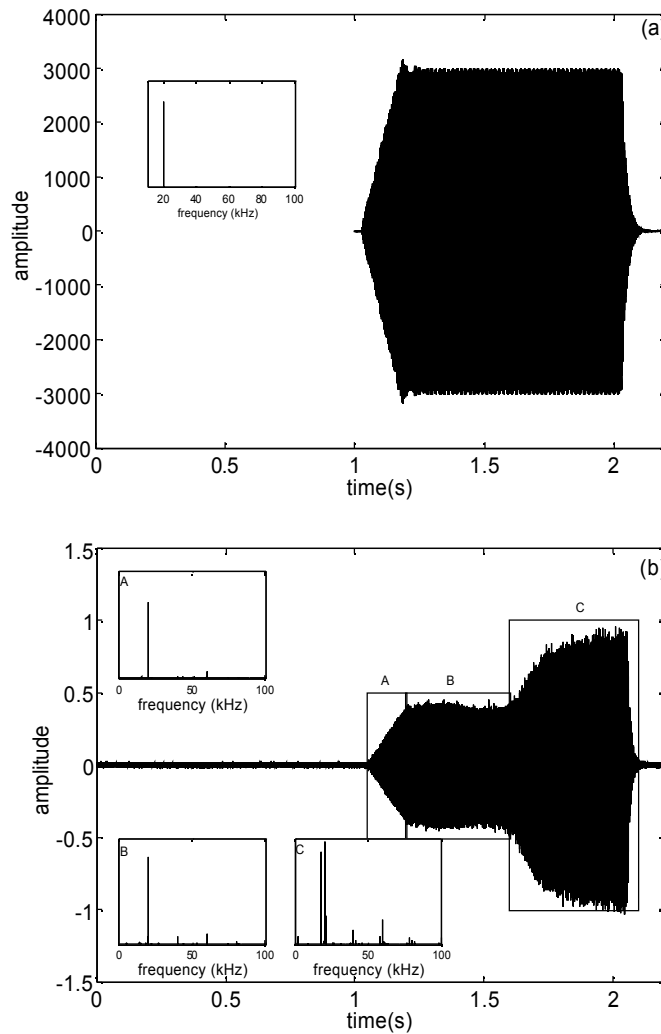 4000
(a)
3000
2000
1000
0
-1000
-2000
-3000
-4000
amplitude
20 40 60 80 100
frequency (kHz)
0 0.5 1 1.5 2
time(s)
1.5
(b)
1
0.5
0
-0.5
-1
-1.5
amplitude
A
0 50 100
frequency (kHz)
A
B
C
B
0 50 100
frequency (kHz)
C
0 50 100
frequency (kHz)
0 0.5 1 1.5 2
time(s)